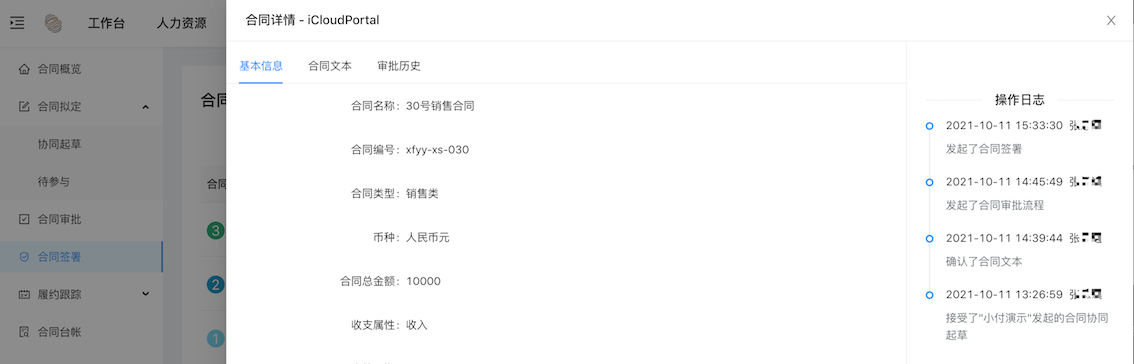 合同详情 - iCloudPortal
工作台
人力资源
合同概览
合同拟定
协同起草
待参与
合同审批
合同签署
履约跟踪
合同台帐
合同
合同
3
2
1
基本信息
合同文本
审批历史
合同名称：30号销售合同
合同编号：xfyy-xs-030
合同类型：销售类
币种：人民币元
合同总金额：10000
收支属性：收入
操作日志
2021-10-11 15:33:30 张
发起了合同签署
2021-10-11 14:45:49 张
发起了合同审批流程
2021-10-11 14:39:44 张
确认了合同文本
2021-10-11 13:26:59 张
接受了"小付演示"发起的合同协同
起草